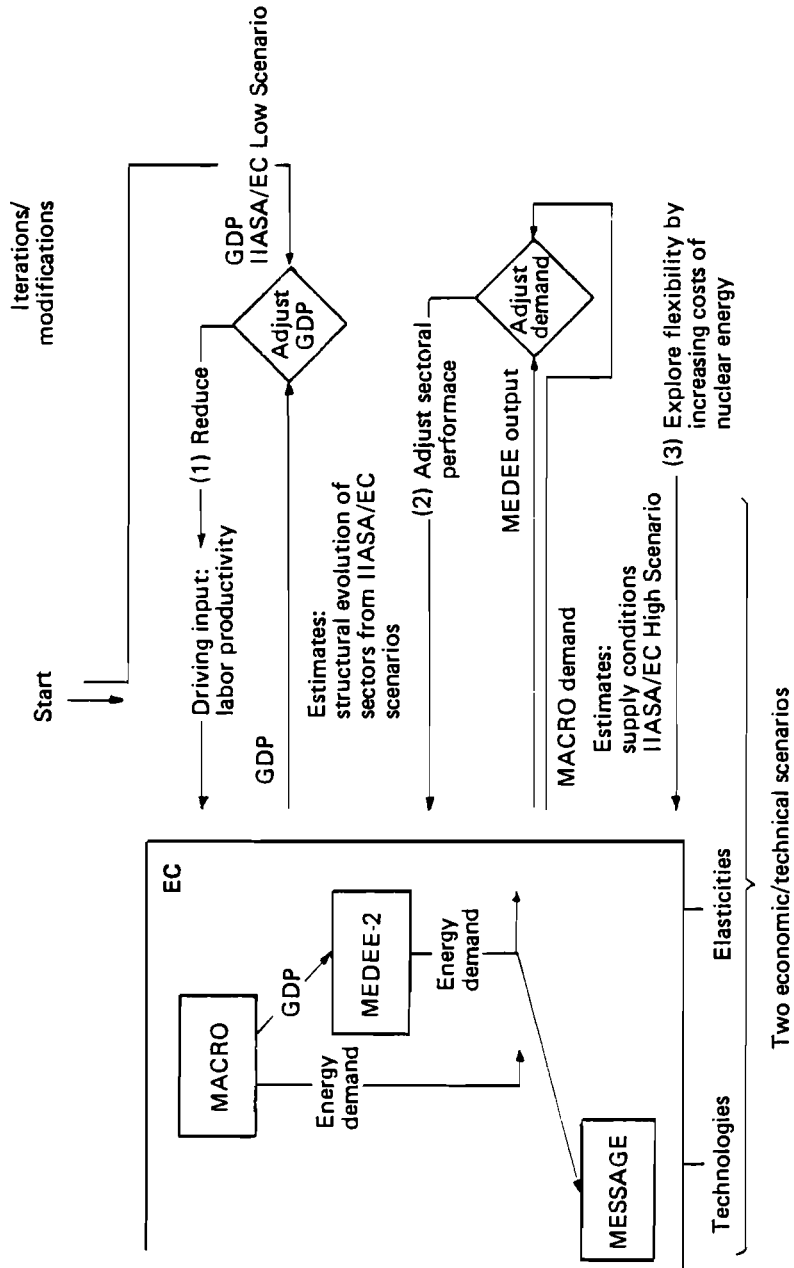 Iterations/
modifications
Start
GDP
IIASA/EC Low Scenario
Adjust
GDP
(1) Reduce
Driving input:
labor productivity
GDP
Estimates:
structural evolution of
sectors from IIASA/EC
scenarios
(2) Adjust sectoral
performace
Adjust
demand
MEDEE output
MACRO demand
Estimates:
supply conditions
IIASA/EC High Scenario
(3) Explore flexibility by
increasing costs of
nuclear energy
EC
MACRO
GDP
MEDEE-2
Energy
demand
Energy
demand
MESSAGE
Technologies
Elasticities
Two economic/technical scenarios